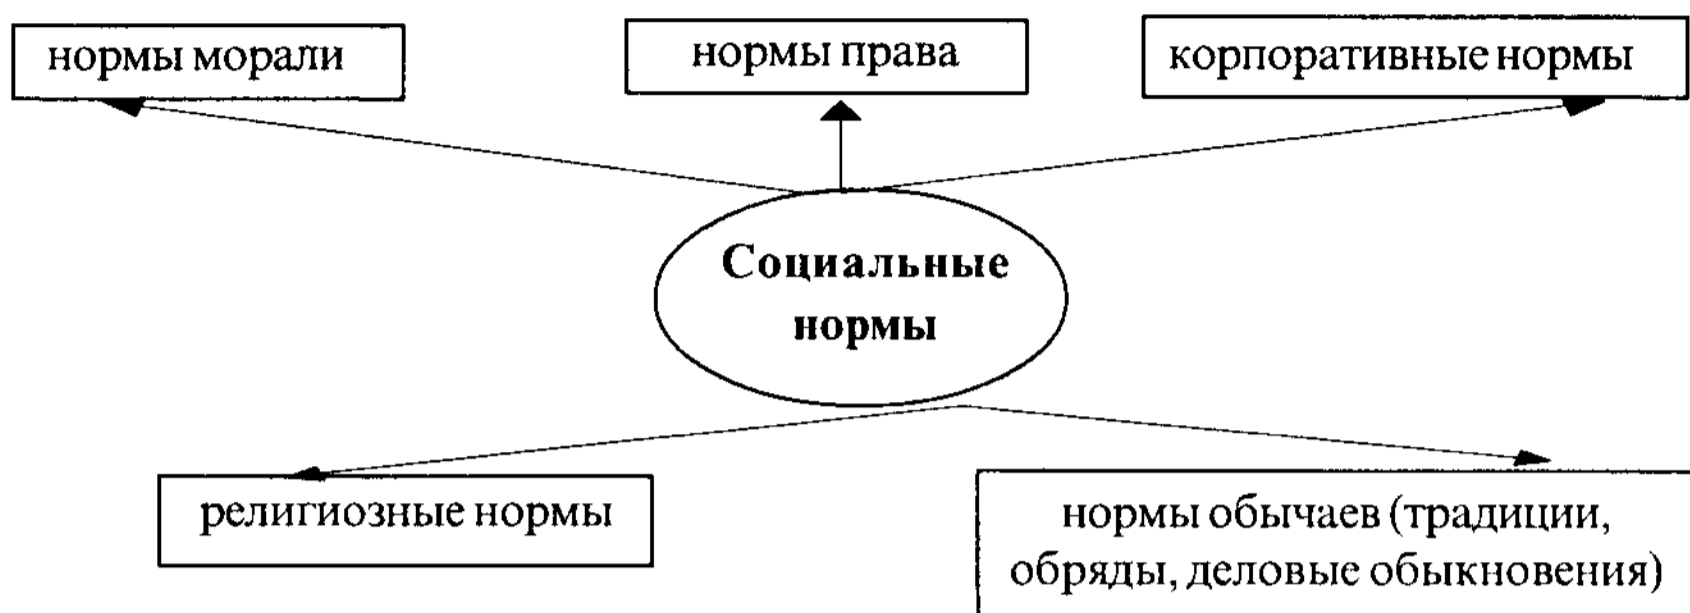 нормы морали
нормы права
корпоративные нормы
Социальные
нормы
религиозные нормы
нормы обычаев (традиции,
обряды, деловые обыкновения)